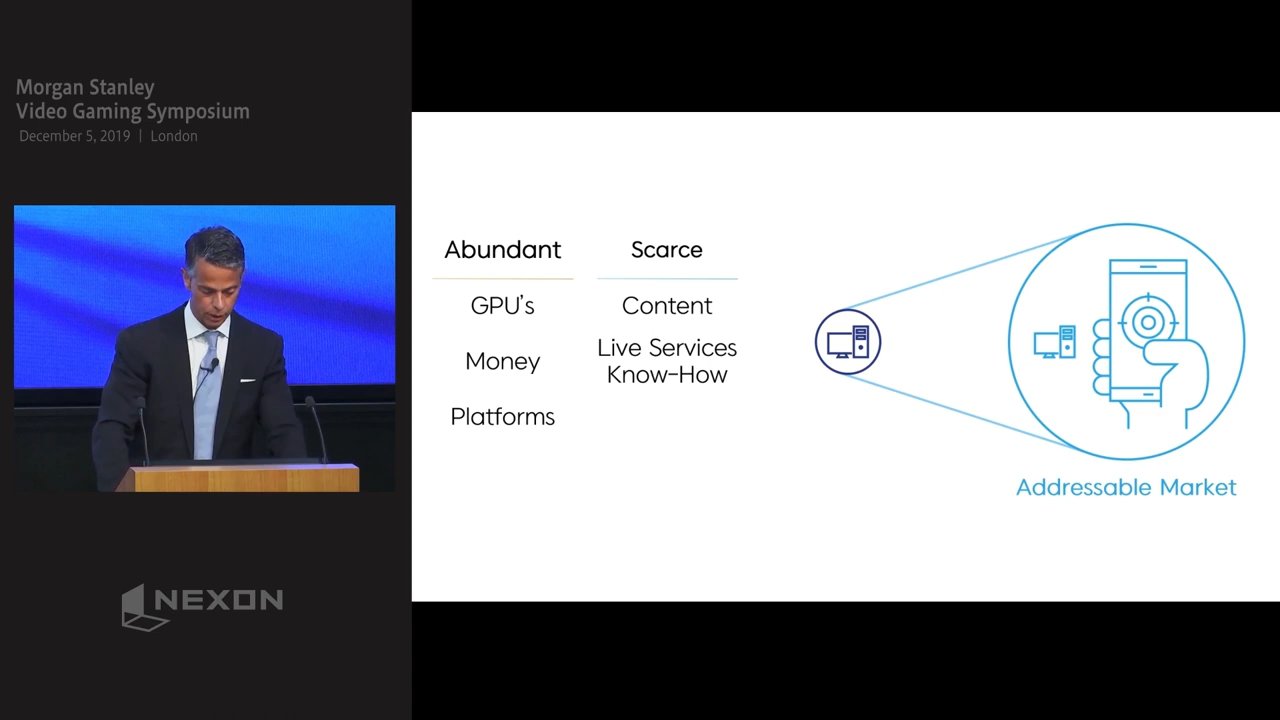 Morgan Stanley
Video Gaming Symposium
December 5, 2019 | London
NEXON
Abundant
GPU’s
Money
Platforms
Scarce
Content
Live Services
Know-How
Addressable Market